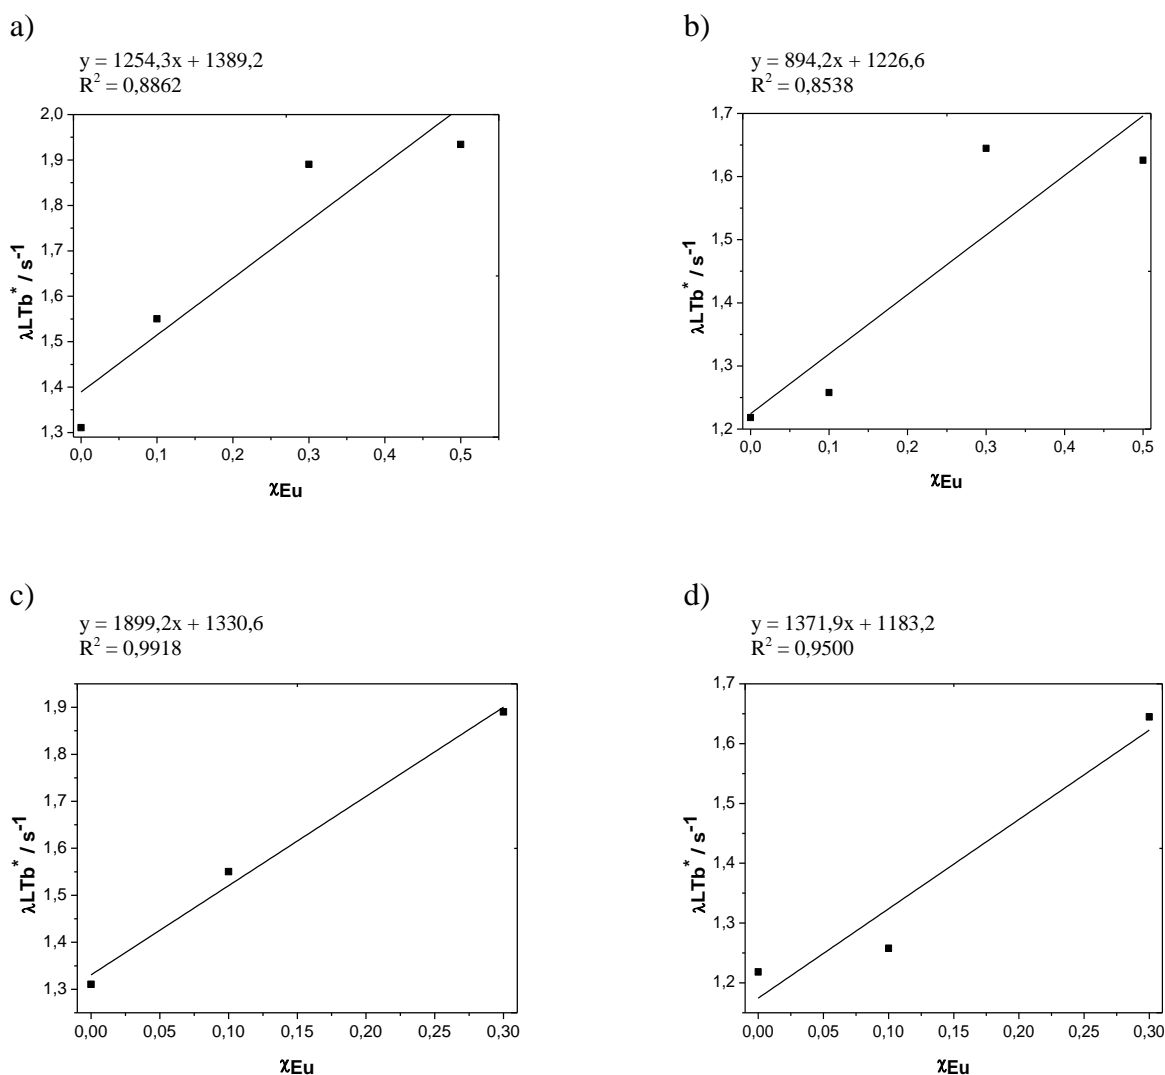 a)
y = 1254,3x + 1389,2
R² = 0,8862
2,0
1,9
1,8
1,7
1,6
1,5
1,4
1,3
λLTb* / s⁻¹
0,0 0,1 0,2 0,3 0,4 0,5
χEu
b)
y = 894,2x + 1226,6
R² = 0,8538
1,7
1,6
1,5
1,4
1,3
1,2
λLTb* / s⁻¹
0,0 0,1 0,2 0,3 0,4 0,5
χEu
c)
y = 1899,2x + 1330,6
R² = 0,9918
1,9
1,8
1,7
1,6
1,5
1,4
1,3
λLTb* / s⁻¹
0,00 0,05 0,10 0,15 0,20 0,25 0,30
χEu
d)
y = 1371,9x + 1183,2
R² = 0,9500
1,7
1,6
1,5
1,4
1,3
1,2
λLTb* / s⁻¹
0,00 0,05 0,10 0,15 0,20 0,25 0,30
χEu